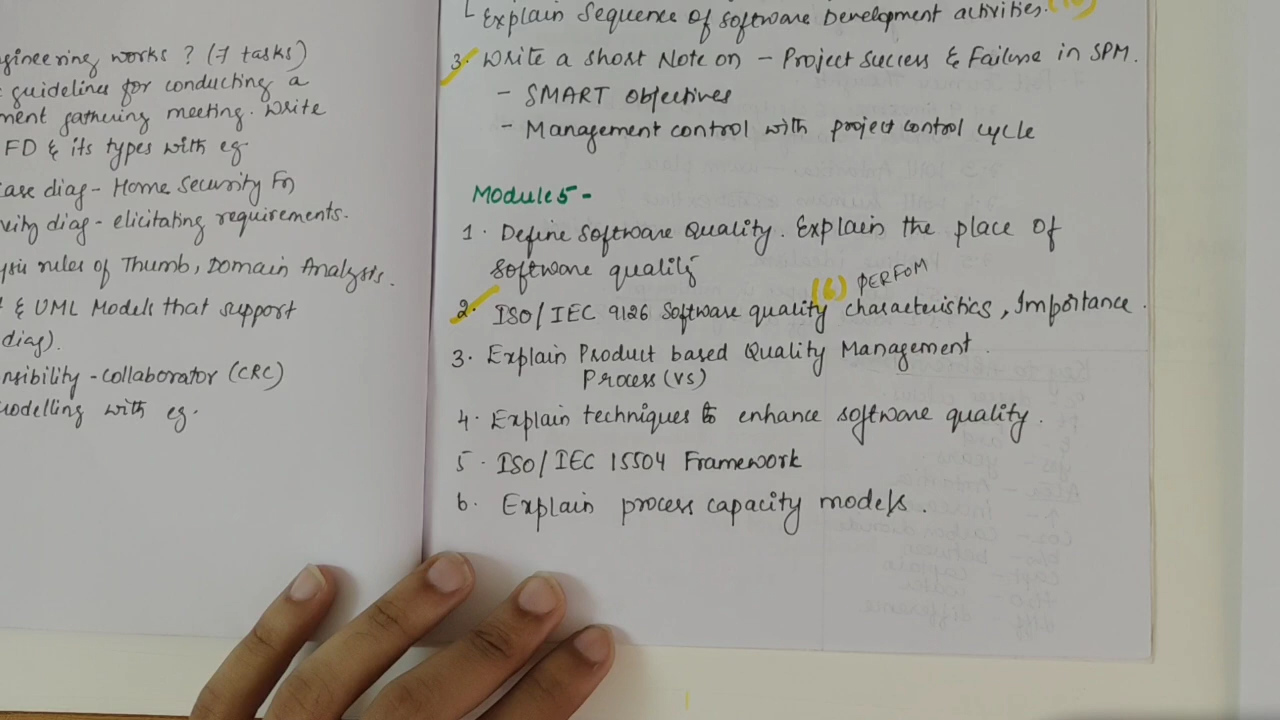 gineering works ? (7 tasks)
guidelines for conducting a
ment gathering meeting. Write
FD & its types with eg
ase diag - Home Security Fn
vity diag - elicitating requirements.
ysis rules of Thumb, Domain Analysis.
& UML Models that support
diag).
nsibility - collaborator (CRC)
modelling with eg.
Explain Sequence of Software Development activities.
3. Write a short Note on - Project Success & Failure in SPM.
- SMART Objectives
- Management control with project control cycle
Module 5 -
1. Define Software Quality. Explain the place of
software quality
(6) PERFOM
2. ISO/IEC 9126 Software quality characteristics, Importance.
3. Explain Product based Quality Management.
Process (VS)
4. Explain techniques to enhance software quality.
5. ISO/IEC 15504 Framework
6. Explain process capacity models.